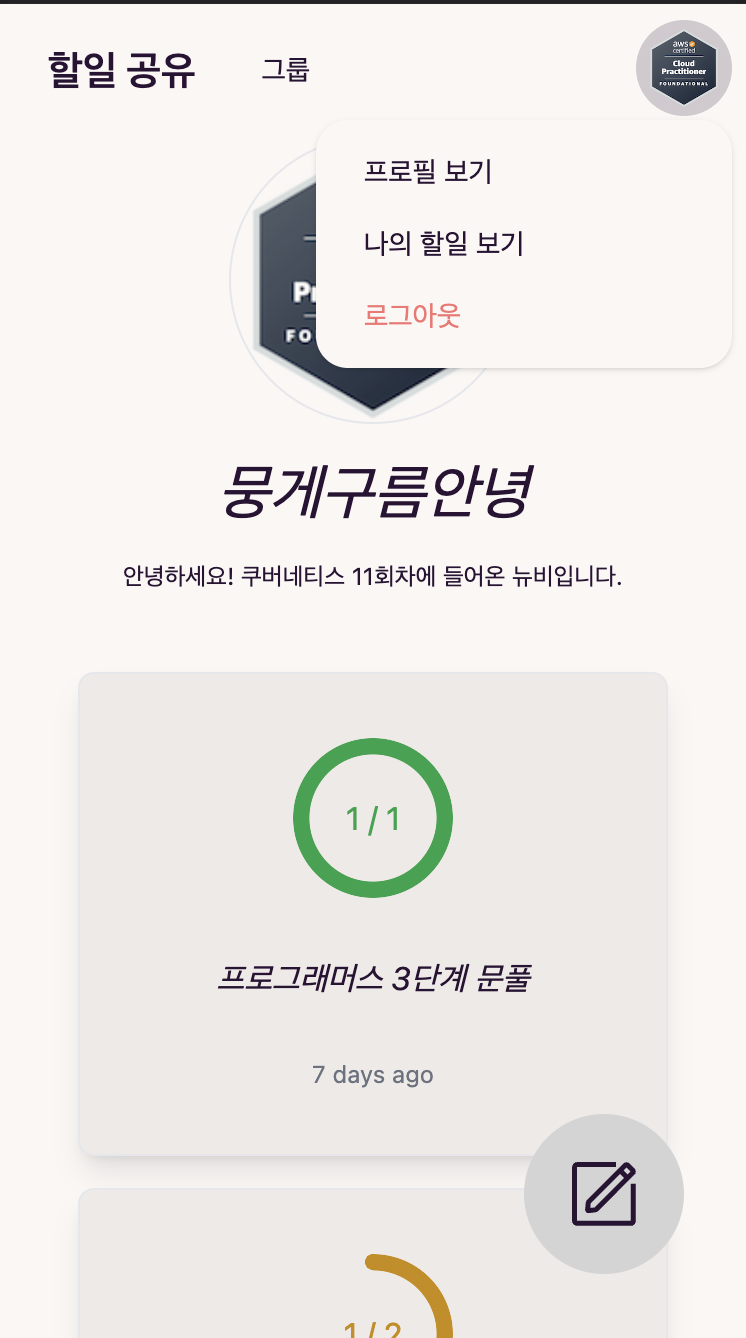 할일 공유
그룹
aws
certified
Cloud
Practitioner
FOUNDATIONAL
프로필 보기
나의 할일 보기
로그아웃
뭉게구름안녕
안녕하세요! 쿠버네티스 11회차에 들어온 뉴비입니다.
1 / 1
프로그래머스 3단계 문풀
7 days ago
1 / 2